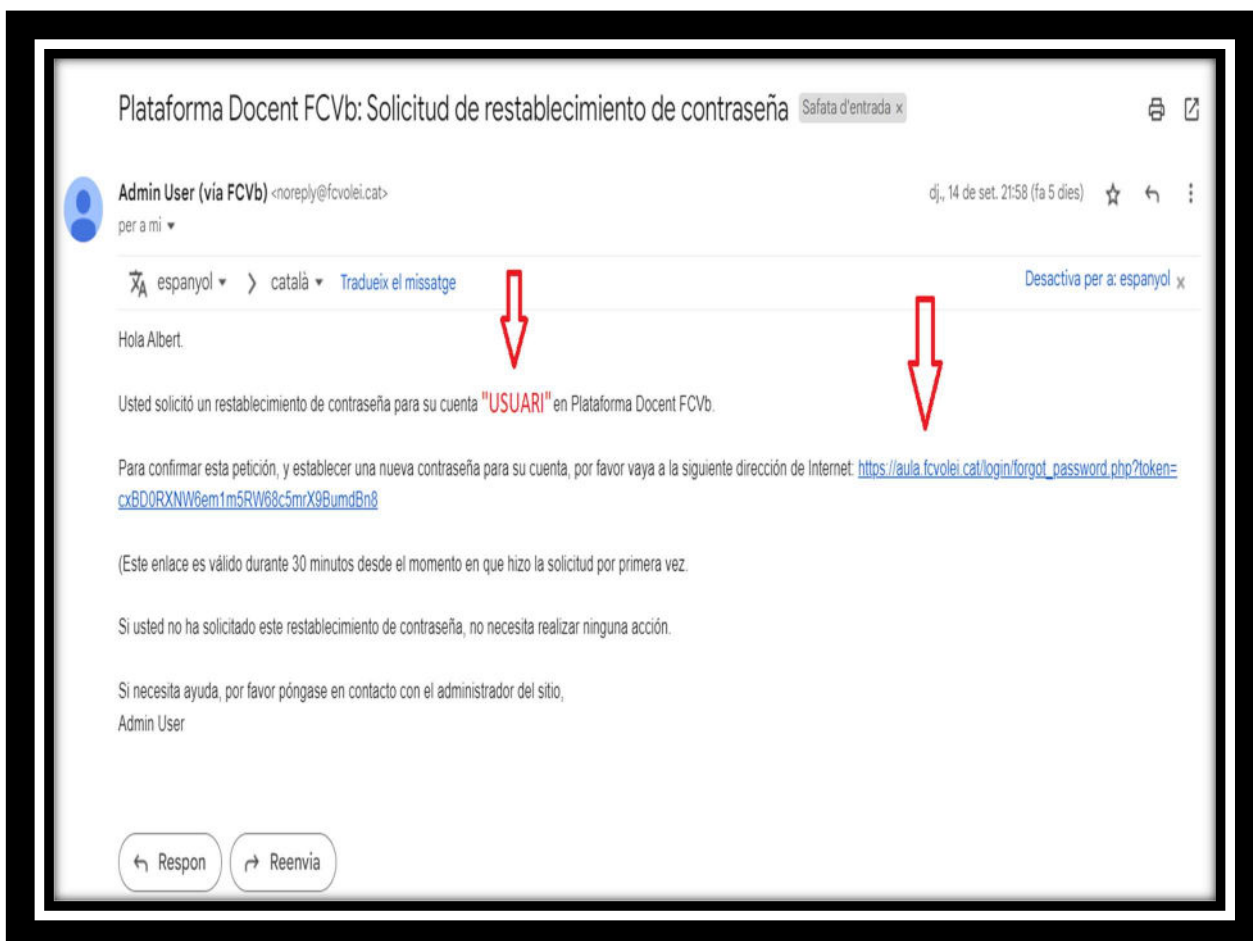 Plataforma Docent FCVb: Solicitud de restablecimiento de contraseña Safata d'entrada ×
Admin User (vía FCVb) <noreply@fcvolei.cat> dj., 14 de set. 21:58 (fa 5 dies)
per a mi
espanyol > català Tradueix el missatge Desactiva per a: espanyol ×
Hola Albert.
Usted solicitó un restablecimiento de contraseña para su cuenta "USUARI" en Plataforma Docent FCVb.
Para confirmar esta petición, y establecer una nueva contraseña para su cuenta, por favor vaya a la siguiente dirección de Internet: https://aula.fcvolei.cat/login/forgot_password.php?token=
cxBD0RXNW6em1m5RW68c5mrX9BumdBn8
(Este enlace es válido durante 30 minutos desde el momento en que hizo la solicitud por primera vez.
Si usted no ha solicitado este restablecimiento de contraseña, no necesita realizar ninguna acción.
Si necesita ayuda, por favor póngase en contacto con el administrador del sitio,
Admin User
Respon Reenvia